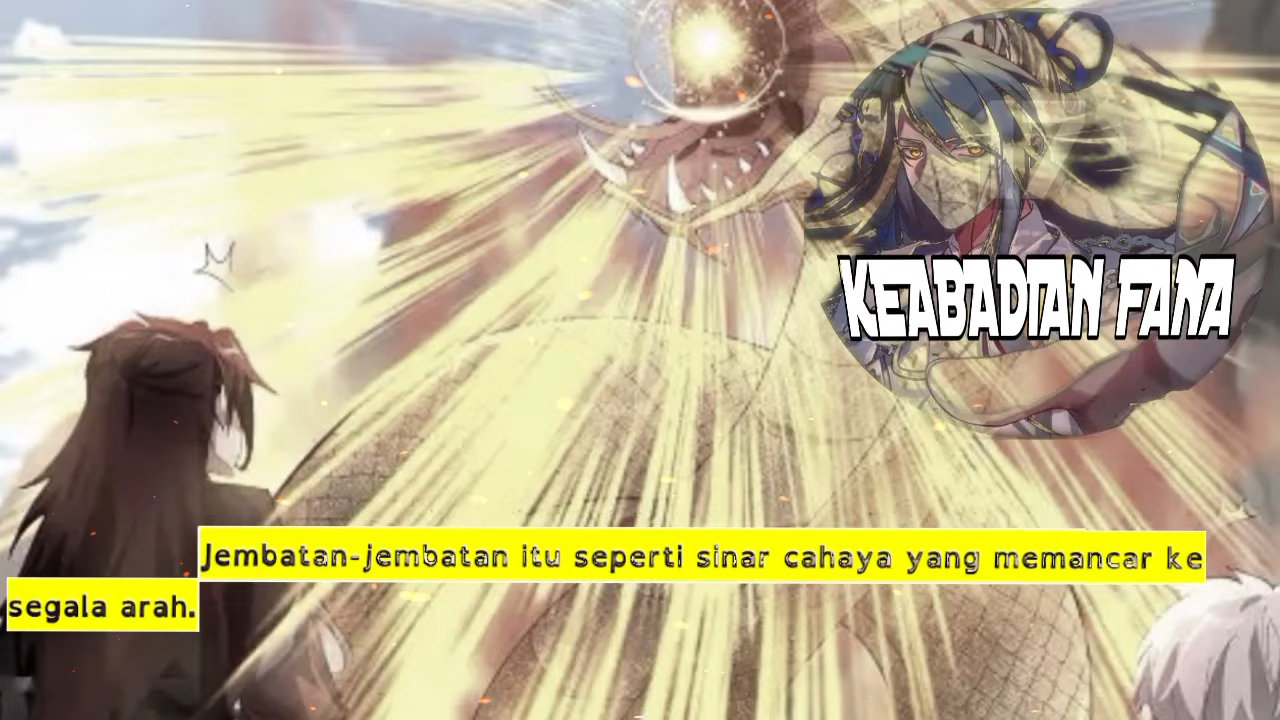 KEABADIAN FANA
Jembatan-jembatan itu seperti sinar cahaya yang memancar ke
segala arah.